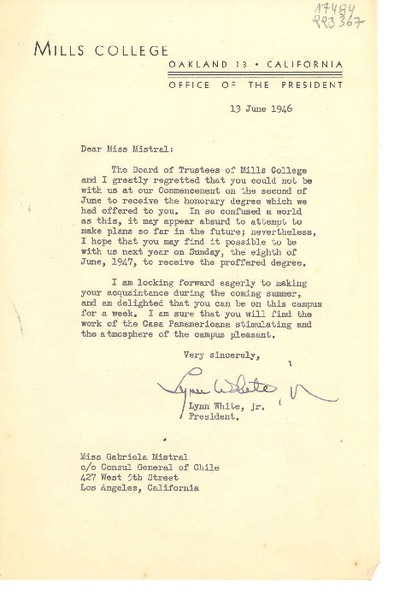 17484
993367
MILLS COLLEGE
OAKLAND 13 • CALIFORNIA
OFFICE OF THE PRESIDENT
13 June 1946
Dear Miss Mistral:
The Board of Trustees of Mills College
and I greatly regretted that you could not be
with us at our Commencement on the second of
June to receive the honorary degree which we
had offered to you. In so confused a world
as this, it may appear absurd to attempt to
make plans so far in the future; nevertheless,
I hope that you may find it possible to be
with us next year on Sunday, the eighth of
June, 1947, to receive the proffered degree.
I am looking forward eagerly to making
your acquaintance during the coming summer,
and am delighted that you can be on this campus
for a week. I am sure that you will find the
work of the Casa Panamericana stimulating and
the atmosphere of the campus pleasant.
Very sincerely,
Lynn White, Jr
Lynn White, jr.
President.
Miss Gabriela Mistral
c/o Consul General of Chile
427 West 5th Street
Los Angeles, California